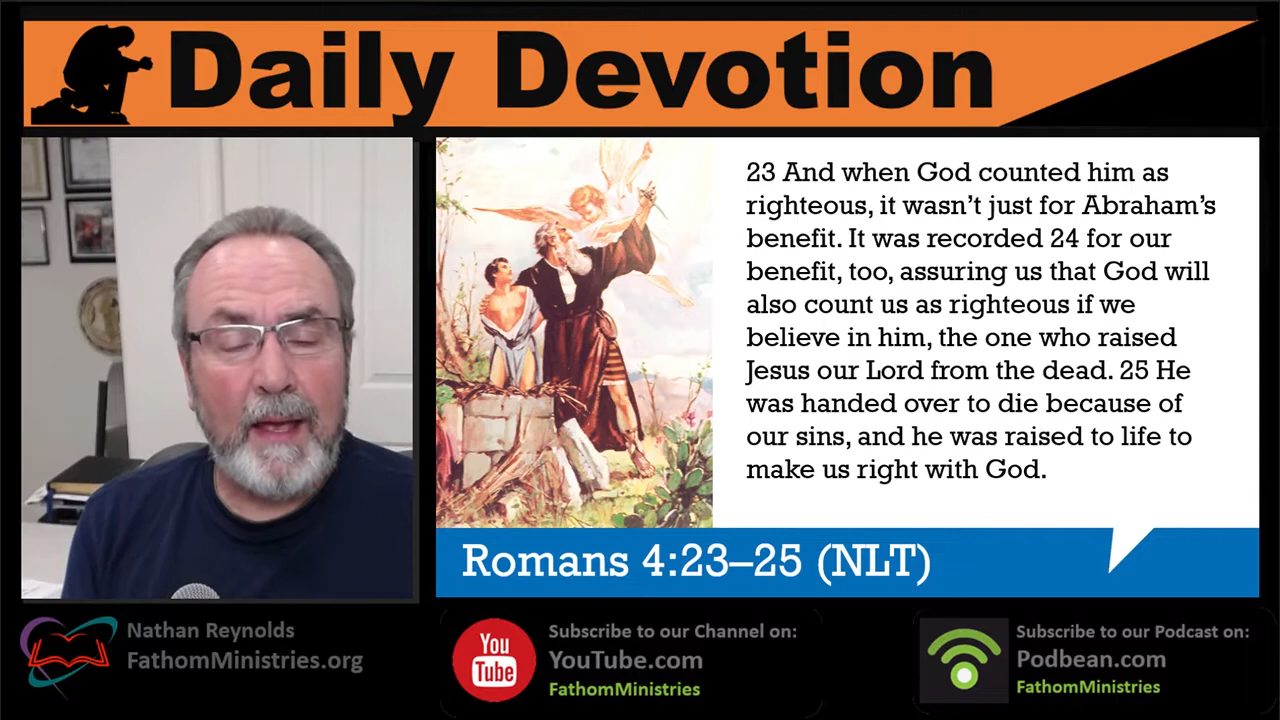 Daily Devotion
23 And when God counted him as
righteous, it wasn’t just for Abraham’s
benefit. It was recorded 24 for our
benefit, too, assuring us that God will
also count us as righteous if we
believe in him, the one who raised
Jesus our Lord from the dead. 25 He
was handed over to die because of
our sins, and he was raised to life to
make us right with God.
Romans 4:23–25 (NLT)
Nathan Reynolds
FathomMinistries.org
You
Tube
Subscribe to our Channel on:
YouTube.com
FathomMinistries
Subscribe to our Podcast on:
Podbean.com
FathomMinistries